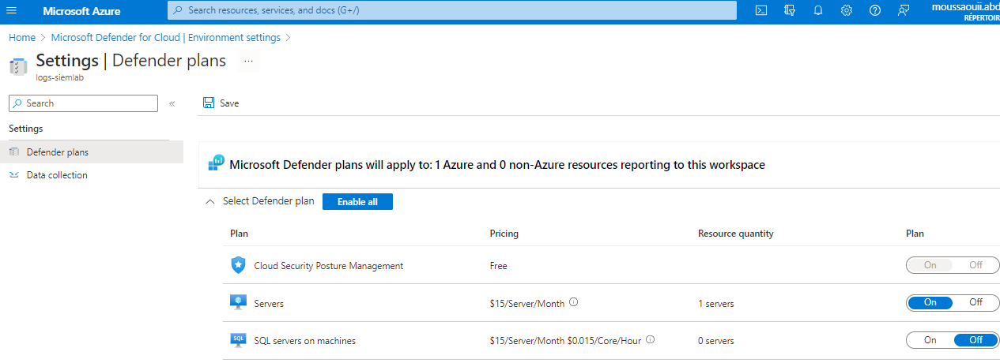 Microsoft Azure
Search resources, services, and docs (G+/)
moussaouii.abd
RÉPERTOIR
Home > Microsoft Defender for Cloud | Environment settings >
Settings | Defender plans ...
logs-siemlab
Search «
Save
Settings
Defender plans
Data collection
Microsoft Defender plans will apply to: 1 Azure and 0 non-Azure resources reporting to this workspace
Select Defender plan Enable all
Plan Pricing Resource quantity Plan
Cloud Security Posture Management Free On Off
Servers $15/Server/Month 1 servers On Off
SQL SQL servers on machines $15/Server/Month $0.015/Core/Hour 0 servers On Off